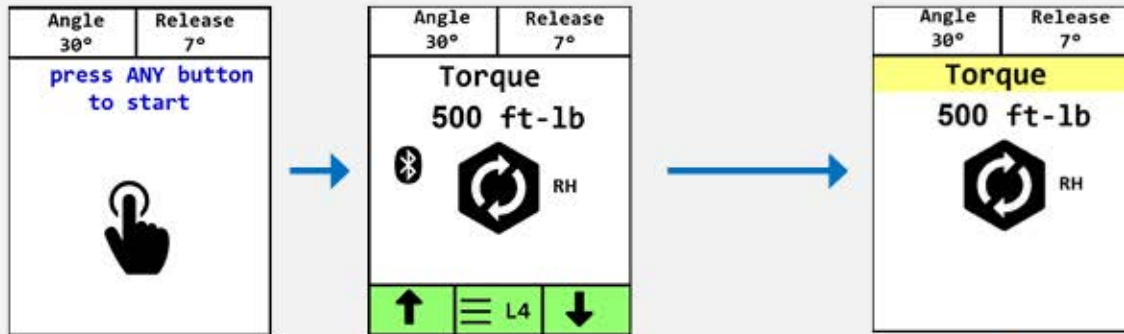 Angle Release
30° 7°
press ANY button
to start
Angle Release
30° 7°
Torque
500 ft-lb
RH
L4
Angle Release
30° 7°
Torque
500 ft-lb
RH